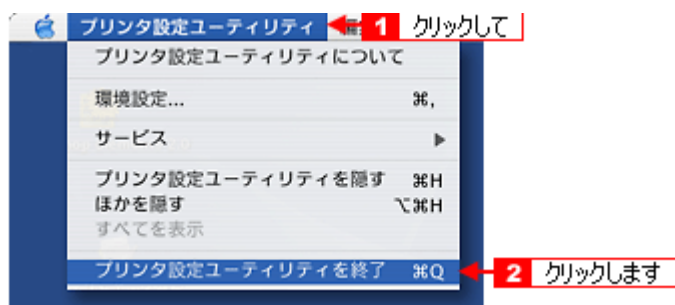 プリンタ設定ユーティリティ 1 クリックして
プリンタ設定ユーティリティについて
環境設定... ⌘,
サービス ▶
プリンタ設定ユーティリティを隠す ⌘H
ほかを隠す ⌥⌘H
すべてを表示
プリンタ設定ユーティリティを終了 ⌘Q 2 クリックします